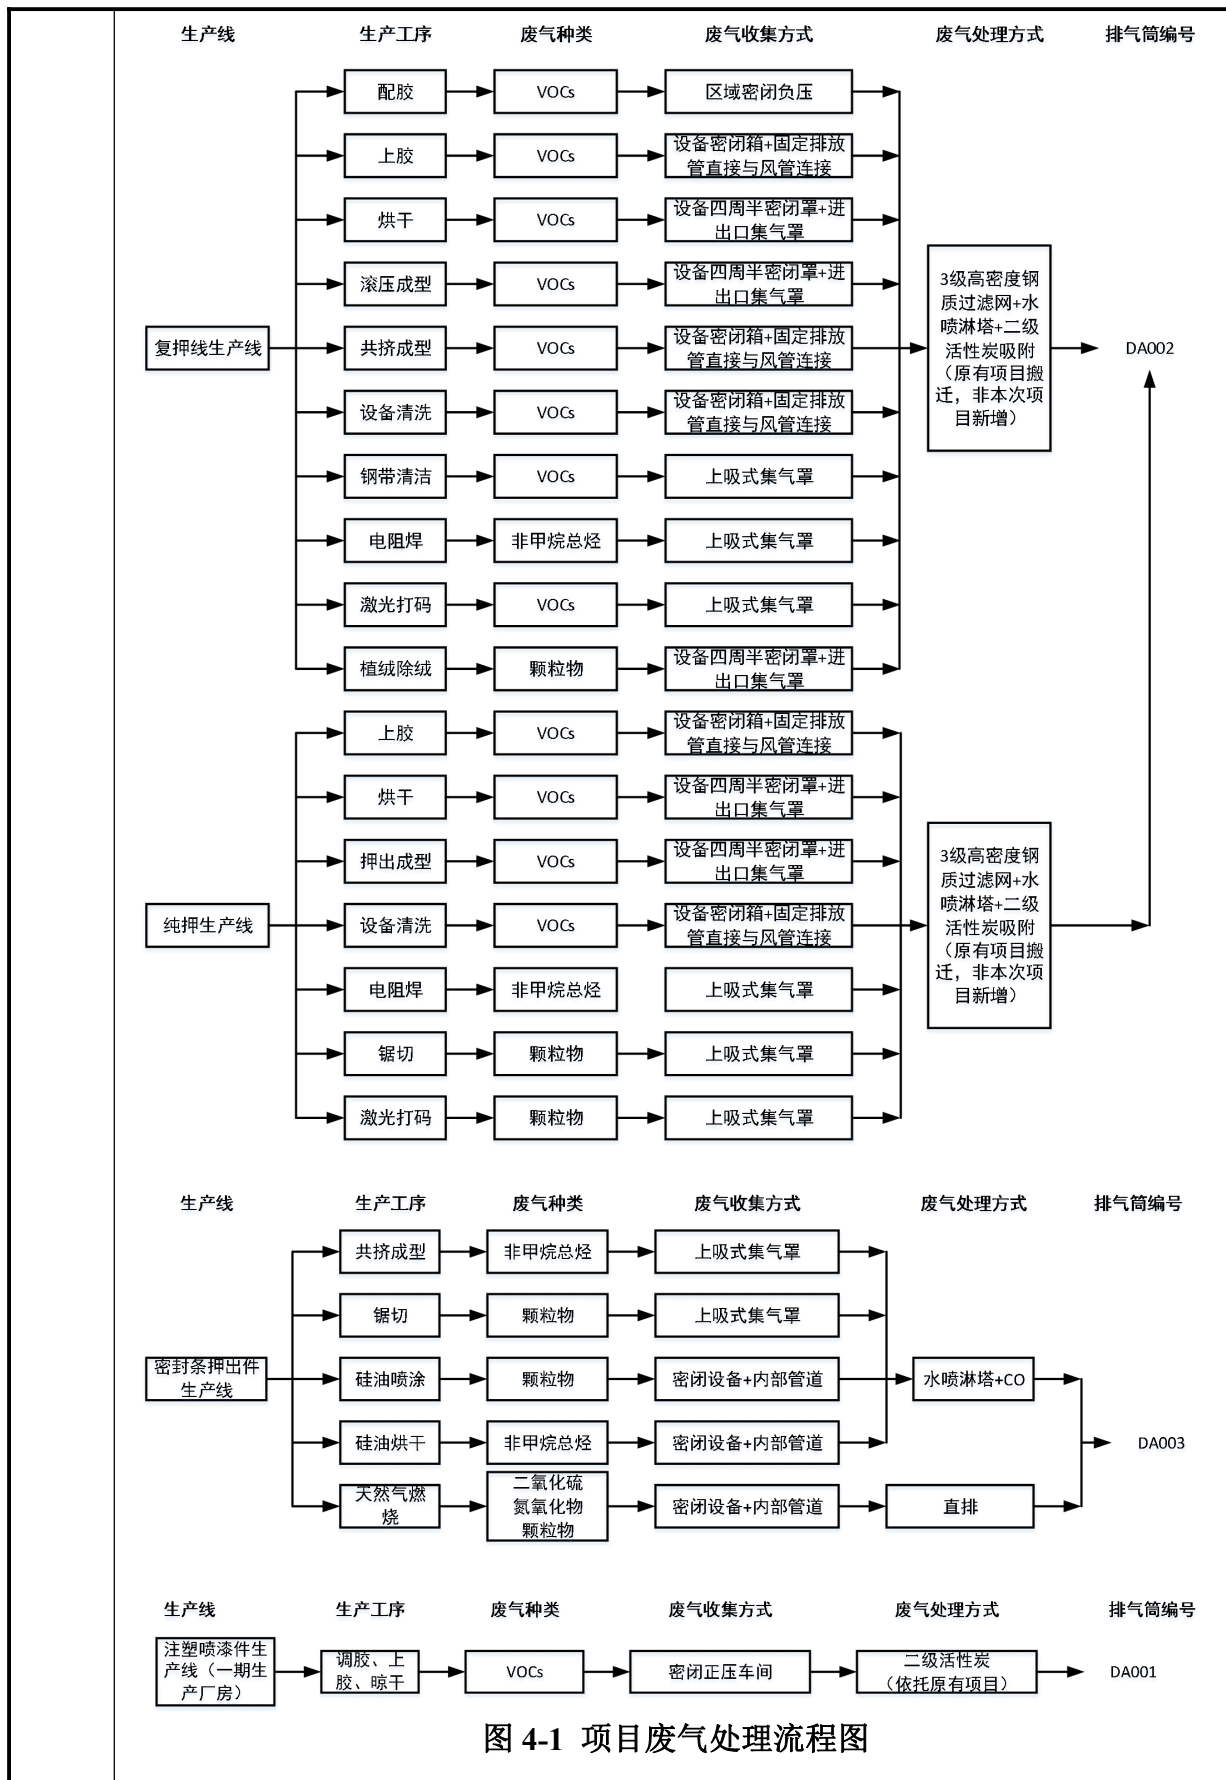 生产线 生产工序 废气种类 废气收集方式 废气处理方式 排气筒编号
配胶 VOCs 区域密闭负压
上胶 VOCs 设备密闭箱+固定排放
管直接与风管连接
烘干 VOCs 设备四周半密闭罩+进
出口集气罩
滚压成型 VOCs 设备四周半密闭罩+进
出口集气罩
复押线生产线 共挤成型 VOCs 设备密闭箱+固定排放
管直接与风管连接
3级高密度钢
质过滤网+水
喷淋塔+二级
活性炭吸附
（原有项目搬
迁，非本次项
目新增）
DA002
设备清洗 VOCs 设备密闭箱+固定排放
管直接与风管连接
钢带清洁 VOCs 上吸式集气罩
电阻焊 非甲烷总烃 上吸式集气罩
激光打码 VOCs 上吸式集气罩
植绒除绒 颗粒物 设备四周半密闭罩+进
出口集气罩
上胶 VOCs 设备密闭箱+固定排放
管直接与风管连接
烘干 VOCs 设备四周半密闭罩+进
出口集气罩
押出成型 VOCs 设备四周半密闭罩+进
出口集气罩
纯押生产线 设备清洗 VOCs 设备密闭箱+固定排放
管直接与风管连接
3级高密度钢
质过滤网+水
喷淋塔+二级
活性炭吸附
（原有项目搬
迁，非本次项
目新增）
电阻焊 非甲烷总烃 上吸式集气罩
锯切 颗粒物 上吸式集气罩
激光打码 颗粒物 上吸式集气罩
生产线 生产工序 废气种类 废气收集方式 废气处理方式 排气筒编号
共挤成型 非甲烷总烃 上吸式集气罩
锯切 颗粒物 上吸式集气罩
密封条押出件
生产线
硅油喷涂 颗粒物 密闭设备+内部管道 水喷淋塔+CO
硅油烘干 非甲烷总烃 密闭设备+内部管道 DA003
天然气燃
烧
二氧化硫
氮氧化物
颗粒物
密闭设备+内部管道 直排
生产线 生产工序 废气种类 废气收集方式 废气处理方式 排气筒编号
注塑喷漆件生
产线（一期生
产厂房）
调胶、上
胶、晾干
VOCs 密闭正压车间
二级活性炭
（依托原有项目）
DA001
图 4-1 项目废气处理流程图